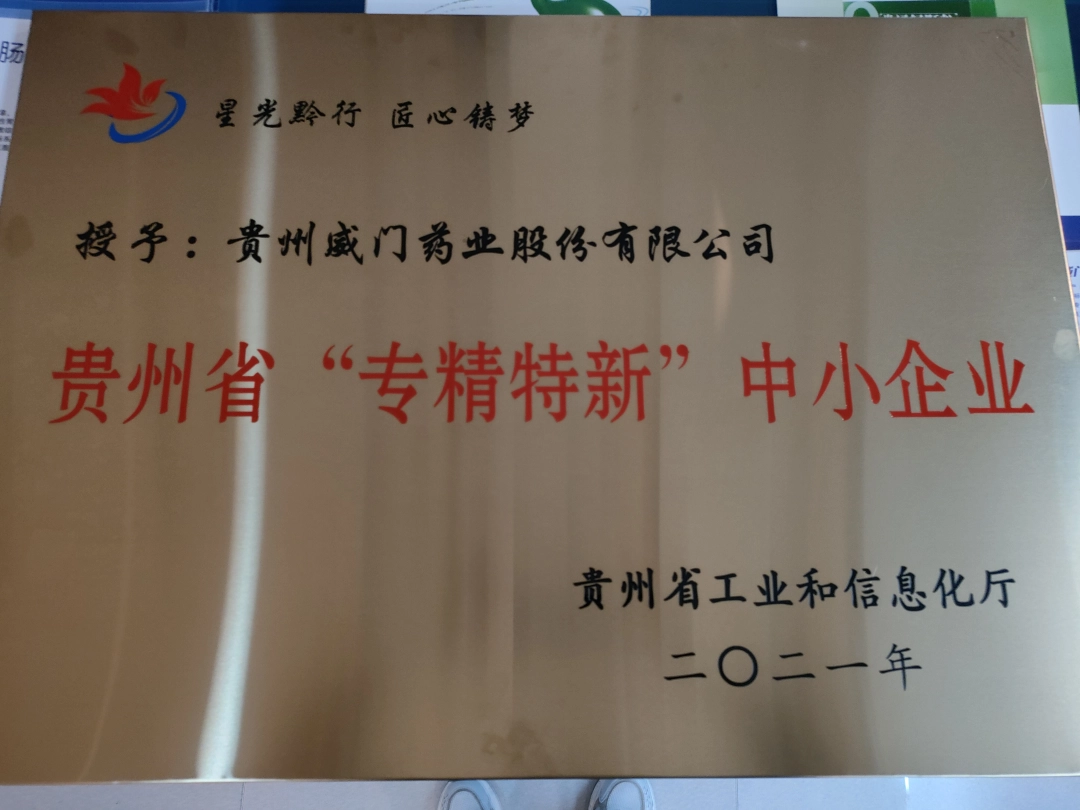 星光黔行 匠心铸梦
授予：贵州威门药业股份有限公司
贵州省“专精特新”中小企业
贵州省工业和信息化厅
二〇二一年
肠